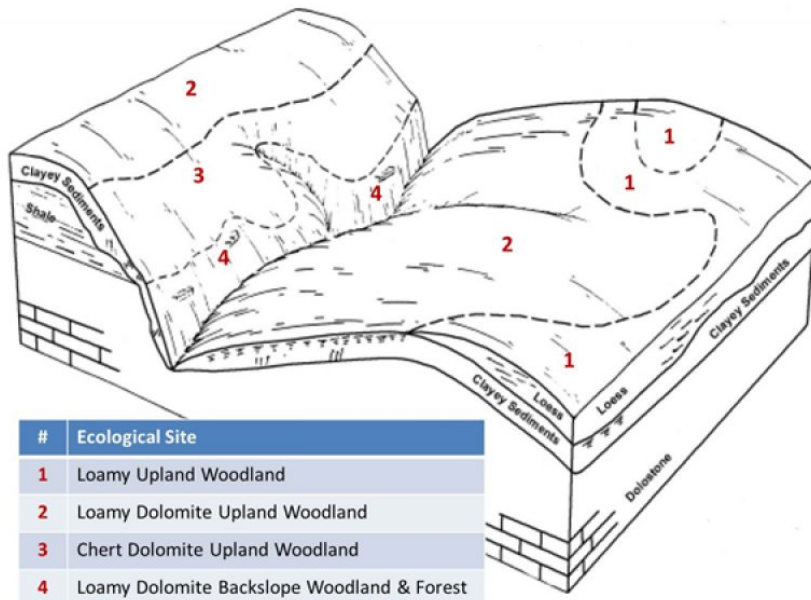 2
1
3
1
4
Clayey Sediments
Shale
2
4
Clayey Sediments
1
Loess
Loess
Clayey Sediments
Dolostone
# Ecological Site
1 Loamy Upland Woodland
2 Loamy Dolomite Upland Woodland
3 Chert Dolomite Upland Woodland
4 Loamy Dolomite Backslope Woodland & Forest